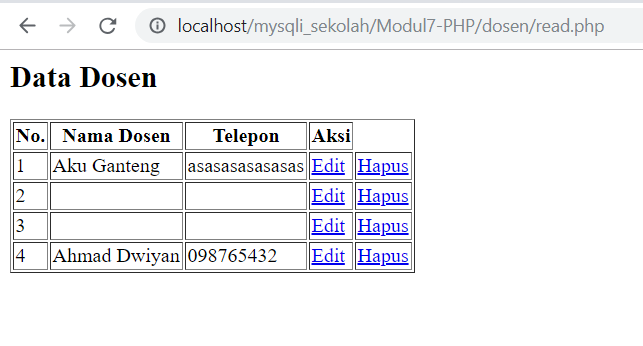 localhost/mysqli_sekolah/Modul7-PHP/dosen/read.php
Data Dosen
No. Nama Dosen Telepon Aksi
1 Aku Ganteng asasasasasasas Edit Hapus
2 Edit Hapus
3 Edit Hapus
4 Ahmad Dwiyan 098765432 Edit Hapus